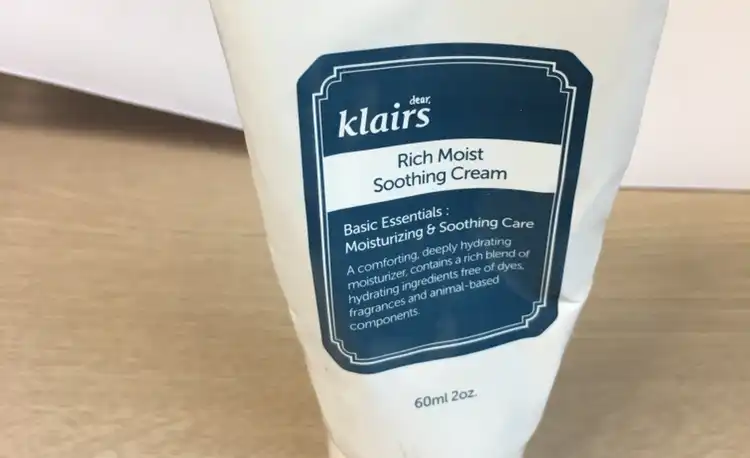 dear,
klairs
Rich Moist
Soothing Cream
Basic Essentials :
Moisturizing & Soothing Care
A comforting, deeply hydrating
moisturizer, contains a rich blend of
hydrating ingredients free of dyes,
fragrances and animal-based
components.
60ml 2oz.